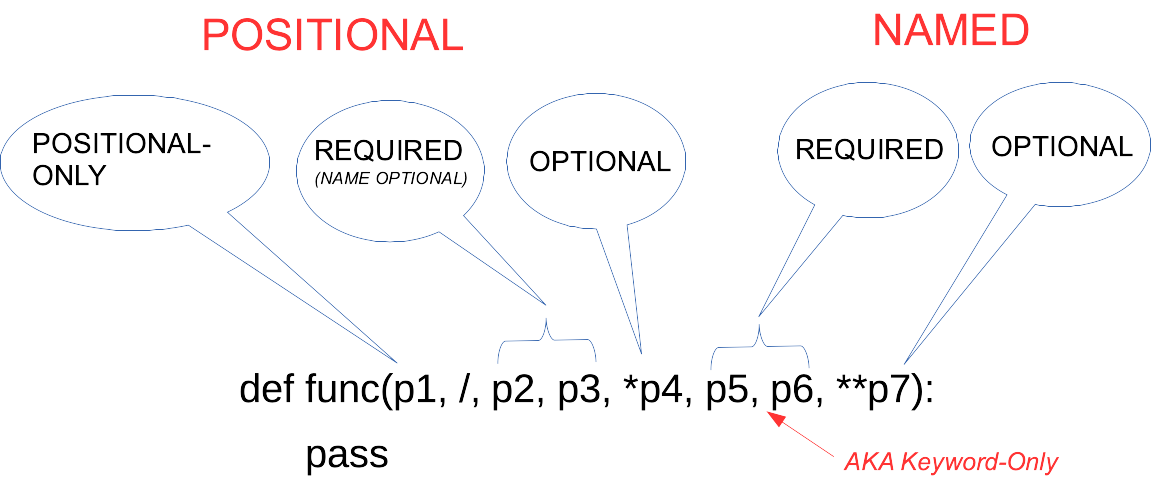 POSITIONAL
NAMED
POSITIONAL-
ONLY
REQUIRED
(NAME OPTIONAL)
OPTIONAL
REQUIRED
OPTIONAL
def func(p1, /, p2, p3, *p4, p5, p6, **p7):
pass
AKA Keyword-Only